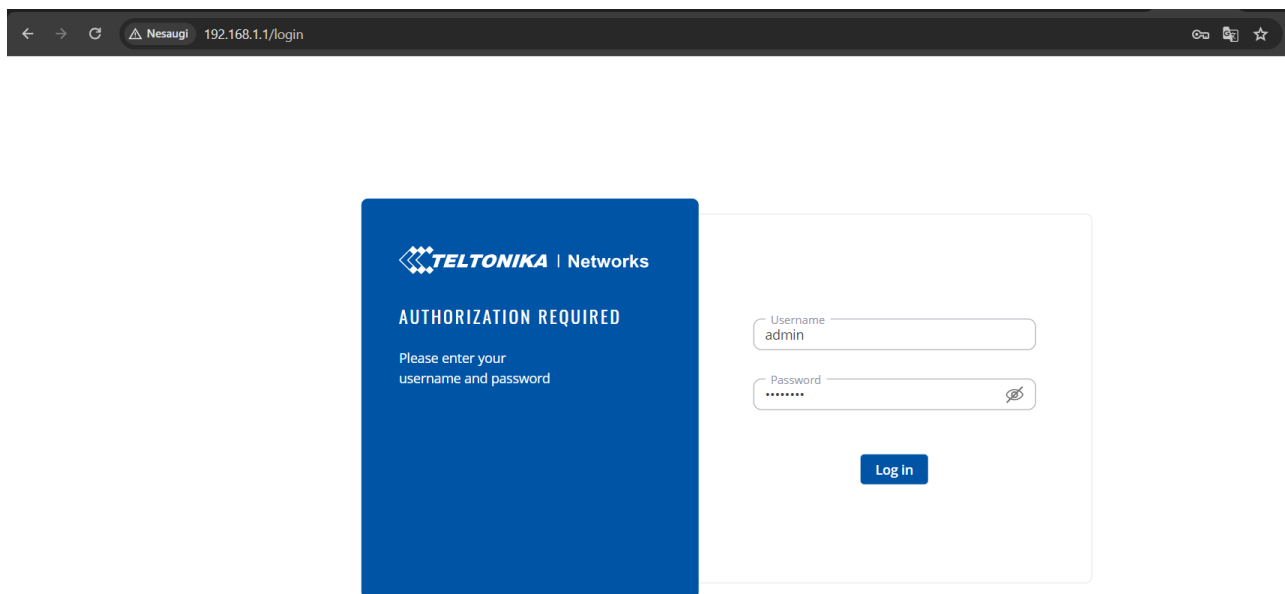 Nesaugi 192.168.1.1/login
TELTONIKA | Networks
AUTHORIZATION REQUIRED
Please enter your
username and password
Username
admin
Password
••••••••
Log in